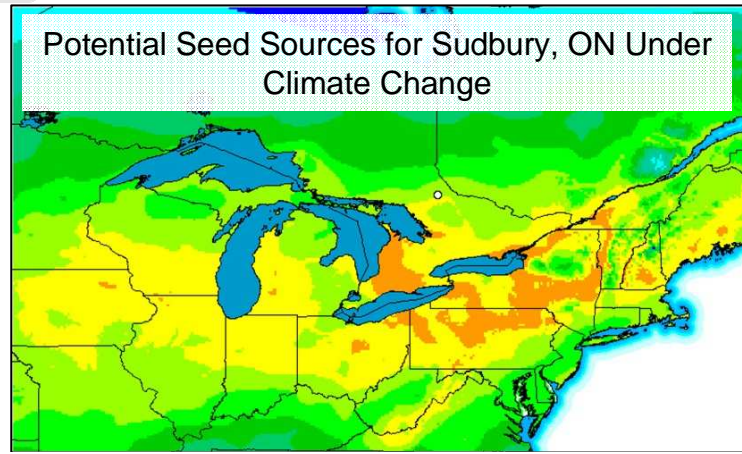 Potential Seed Sources for Sudbury, ON Under
Climate Change